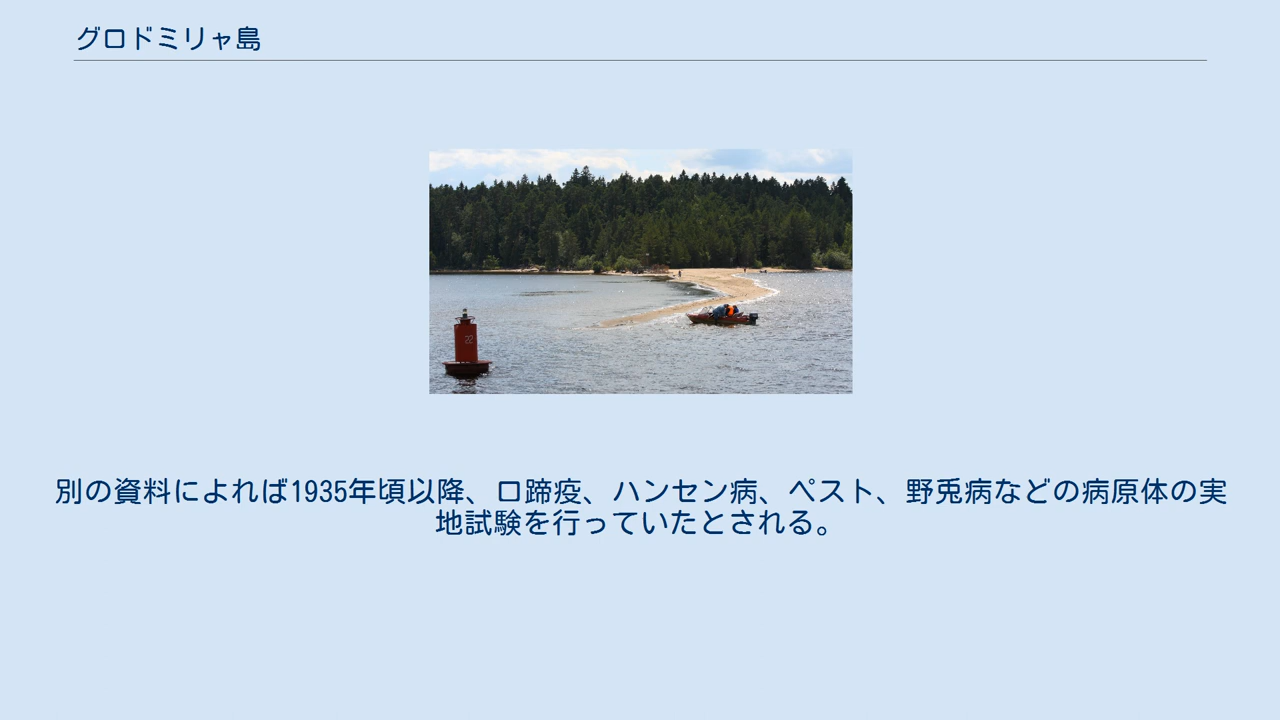 グロドミリャ島
22
別の資料によれば1935年頃以降、口蹄疫、ハンセン病、ペスト、野兎病などの病原体の実
地試験を行っていたとされる。